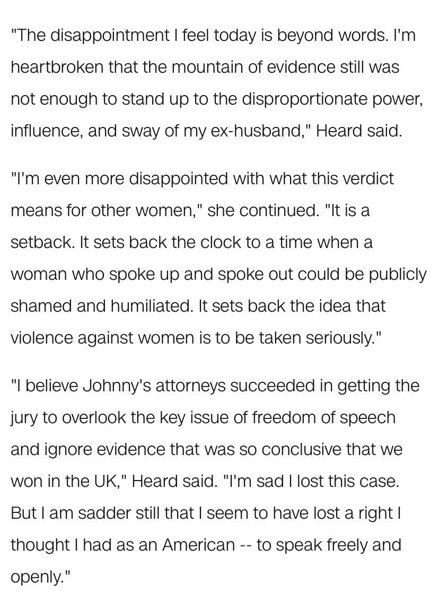 "The disappointment I feel today is beyond words. I'm
heartbroken that the mountain of evidence still was
not enough to stand up to the disproportionate power,
influence, and sway of my ex-husband," Heard said.
"I'm even more disappointed with what this verdict
means for other women," she continued. "It is a
setback. It sets back the clock to a time when a
woman who spoke up and spoke out could be publicly
shamed and humiliated. It sets back the idea that
violence against women is to be taken seriously."
"I believe Johnny's attorneys succeeded in getting the
jury to overlook the key issue of freedom of speech
and ignore evidence that was so conclusive that we
won in the UK," Heard said. "I'm sad I lost this case.
But I am sadder still that I seem to have lost a right I
thought I had as an American -- to speak freely and
openly."